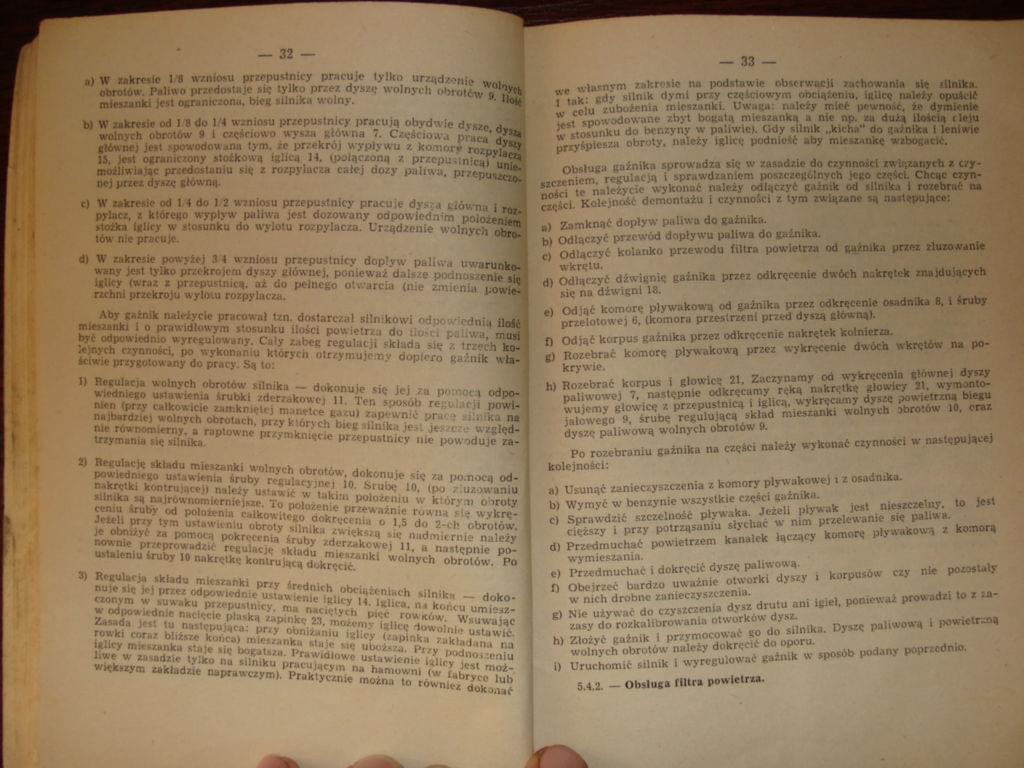 — 32 —
a) W zakresie 1/8 wzniosu przepustnicy pracuje tylko urządzenie wolnych
obrotów. Paliwo przedostaje się tylko przez dyszę wolnych obrotów 9. Ilość
mieszanki jest ograniczona, bieg silnika wolny.
b) W zakresie od 1/8 do 1/4 wzniosu przepustnicy pracują obydwie dysze, dysza
wolnych obrotów 9 i częściowo wysza główna 7. Częściowa praca dyszy
głównej jest spowodowana tym, że przekrój wypływu z komory rozpylacza
15, jest ograniczony stożkową iglicą 14, (połączoną z przepustnicą) unie-
możliwiając przedostaniu się z rozpylacza całej dozy paliwa, przepuszczo-
nej przez dyszę główną.
c) W zakresie od 1/4 do 1/2 wzniosu przepustnicy pracuje dysza główna i roz-
pylacz, z którego wypływ paliwa jest dozowany odpowiednim położeniem
stożka iglicy w stosunku do wylotu rozpylacza. Urządzenie wolnych obro-
tów nie pracuje.
d) W zakresie powyżej 3/4 wzniosu przepustnicy dopływ paliwa uwarunko-
wany jest tylko przekrojem dyszy głównej, ponieważ dalsze podnoszenie się
iglicy (wraz z przepustnicą, aż do pełnego otwarcia (nie zmienia powie-
rzchni przekroju wylotu rozpylacza.
Aby gaźnik należycie pracował tzn. dostarczał silnikowi odpowiednią ilość
mieszanki i o prawidłowym stosunku ilości powietrza do ilości paliwa, musi
być odpowiednio wyregulowany. Cały zabeg regulacji składa się z trzech ko-
lejnych czynności, po wykonaniu których otrzymujemy dopiero gaźnik wła-
ściwie przygotowany do pracy. Są to:
1) Regulacja wolnych obrotów silnika — dokonuje się jej za pomocą odpo-
wiedniego ustawienia śrubki zderzakowej 11. Ten sposób regulacji powi-
nien (przy całkowicie zamkniętej manetce gazu) zapewnić pracę silnika na
najbardziej wolnych obrotach, przy których bieg silnika jest jeszcze względ-
nie równomierny, a raptowne przymknięcie przepustnicy nie powoduje za-
trzymania się silnika.
2) Regulację składu mieszanki wolnych obrotów, dokonuje się za pomocą od-
powiedniego ustawienia śruby regulacyjnej 10. Śrubę 10, (po zluzowaniu
nakrętki kontrującej) należy ustawić w takim położeniu w którym obroty
silnika są najrównomierniejsze. To położenie przeważnie równa się wykrę-
ceniu śruby od położenia całkowitego dokręcenia o 1,5 do 2-ch obrotów.
Jeżeli przy tym ustawieniu obroty silnika zwiększą się nadmiernie należy
je obniżyć za pomocą pokręcenia śruby zderzakowej 11, a następnie po-
nownie przeprowadzić regulację składu mieszanki wolnych obrotów. Po
ustaleniu śruby 10 nakrętkę kontrującą dokręcić.
3) Regulacja składu mieszanki przy średnich obciążeniach silnika — doko-
nuje się jej przez odpowiednie ustawienie iglicy 14. Iglica, na końcu umiesz-
czonym w suwaku przepustnicy, ma naciętych pięć rowków. Wsuwając
w odpowiednie nacięcie płaską zapinkę 23, możemy iglicę dowolnie ustawić.
Zasada jest tu następująca: przy obniżaniu iglicy (zapinka zakładana na
rowki coraz bliższe końca) mieszanka staje się uboższa. Przy podnoszeniu
iglicy mieszanka staje się bogatsza. Prawidłowe ustawienie iglicy jest moż-
liwe w zasadzie tylko na silniku pracującym na hamowni (w fabryce lub
większym zakładzie naprawczym). Praktycznie można to również dokonać
— 33 —
we własnym zakresie na podstawie obserwacji zachowania się silnika.
I tak: gdy silnik dymi przy częściowym obciążeniu, iglicę należy opuścić
w celu zubożenia mieszanki. Uwaga: należy mieć pewność, że dymienie
jest spowodowane zbyt bogatą mieszanką a nie np. za dużą ilością oleju
w stosunku do benzyny w paliwie). Gdy silnik „kicha" do gaźnika i leniwie
przyśpiesza obroty, należy iglicę podnieść aby mieszankę wzbogacić.
Obsługa gaźnika sprowadza się w zasadzie do czynności związanych z czy-
szczeniem, regulacją i sprawdzaniem poszczególnych jego części. Chcąc czyn-
ności te należycie wykonać należy odłączyć gaźnik od silnika i rozebrać na
części. Kolejność demontażu i czynności z tym związane są następujące:
a) Zamknąć dopływ paliwa do gaźnika.
b) Odłączyć przewód dopływu paliwa do gaźnika.
c) Odłączyć kolanko przewodu filtra powietrza od gaźnika przez zluzowanie
wkrętu.
d) Odłączyć dźwignię gaźnika przez odkręcenie dwóch nakrętek znajdujących
się na dźwigni 18.
e) Odjąć komorę pływakową od gaźnika przez odkręcenie osadnika 8, i śruby
przelotowej 6, (komora przestrzeni przed dyszą główną).
f) Odjąć korpus gaźnika przez odkręcenie nakrętek kołnierza.
g) Rozebrać komorę pływakową przez wykręcenie dwóch wkrętów na po-
krywie.
h) Rozebrać korpus i głowicę 21, Zaczynamy od wykręcenia głównej dyszy
paliwowej 7, następnie odkręcamy ręką nakrętkę głowicy 21, wymonto-
wujemy głowicę z przepustnicą i iglicą, wykręcamy dyszę powietrzną biegu
jałowego 9, śrubę regulującą skład mieszanki wolnych obrotów 10, oraz
dyszę paliwową wolnych obrotów 9.
Po rozebraniu gaźnika na części należy wykonać czynności w następującej
kolejności:
a) Usunąć zanieczyszczenia z komory pływakowej i z osadnika.
b) Wymyć w benzynie wszystkie części gaźnika.
c) Sprawdzić szczelność pływaka. Jeżeli pływak jest nieszczelny, to jest
cięższy i przy potrząsaniu słychać w nim przelewanie się paliwa.
d) Przedmuchać powietrzem kanałek łączący komorę pływakową z komorą
wymieszania.
e) Przedmuchać i dokręcić dyszę paliwową.
f) Obejrzeć bardzo uważnie otworki dyszy i korpusów czy nie pozostały
w nich drobne zanieczyszczenia.
g) Nie używać do czyszczenia dysz drutu ani igieł, ponieważ prowadzi to z za-
zasy do rozkalibrowania otworków dysz.
h) Złożyć gaźnik i przymocować go do silnika. Dyszę paliwową i powietrzną
wolnych obrotów należy dokręcić do oporu.
i) Uruchomić silnik i wyregulować gaźnik w sposób podany poprzednio.
5.4.2. — Obsługa filtra powietrza.